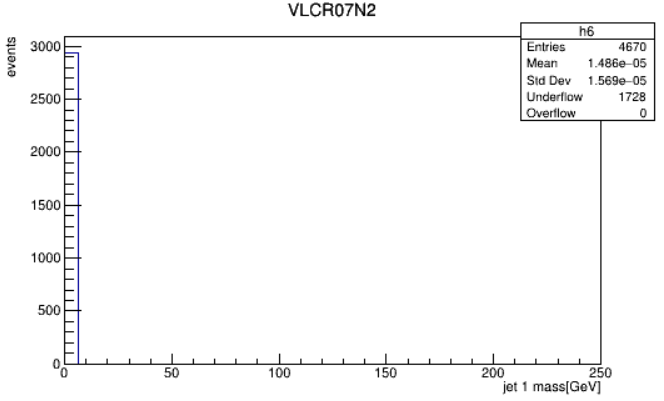 VLCR07N2
h6
Entries 4670
Mean 1.486e-05
Std Dev 1.569e-05
Underflow 1728
Overflow 0
events
3000
2500
2000
1500
1000
500
0
0 50 100 150 200 250
jet 1 mass[GeV]